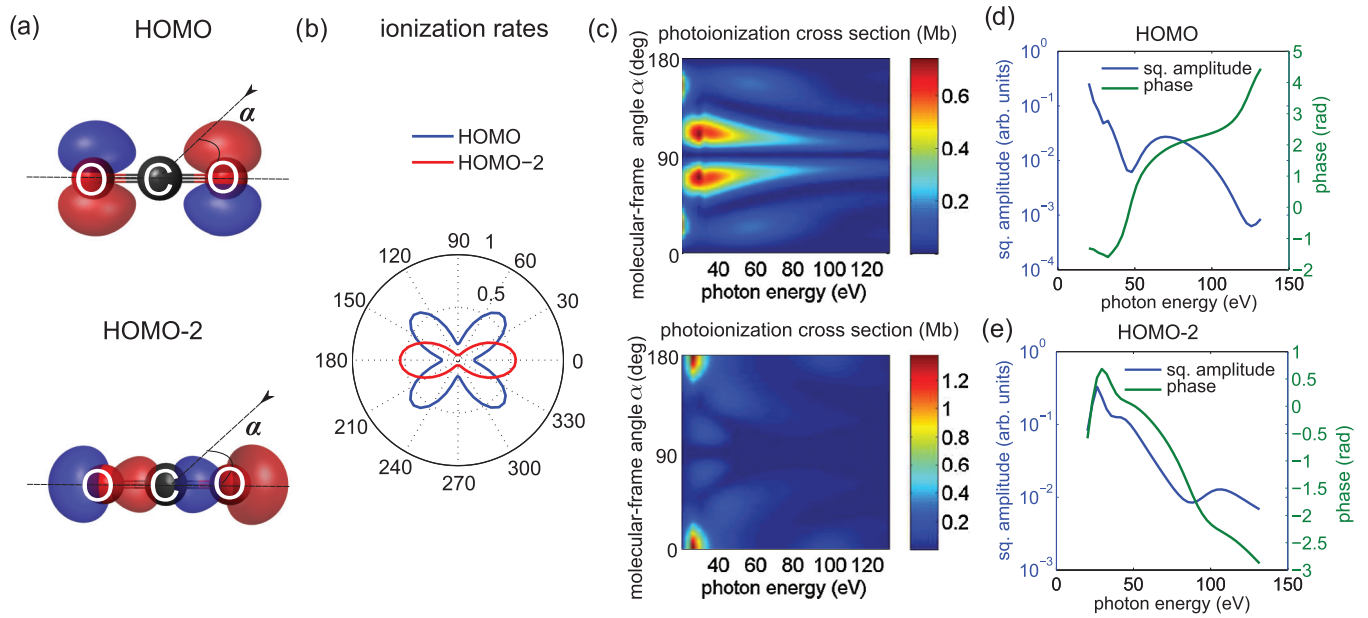 (a)
HOMO
α
O C O
HOMO-2
α
O C O
(b)
ionization rates
HOMO
HOMO−2
90
1
120
60
0.5
150
30
180
0
210
330
240
300
270
(c)
photoionization cross section (Mb)
molecular-frame angle α (deg)
180
90
0
40 60 80 100 120
photon energy (eV)
0.6
0.4
0.2
photoionization cross section (Mb)
molecular-frame angle α (deg)
180
90
0
40 60 80 100 120
photon energy (eV)
1.2
1
0.8
0.6
0.4
0.2
(d)
HOMO
sq. amplitude
phase
sq. amplitude (arb. units)
10^0
10^-1
10^-2
10^-3
10^-4
phase (rad)
5
4
3
2
1
0
−1
−2
0 50 100 150
photon energy (eV)
(e)
HOMO-2
sq. amplitude
phase
sq. amplitude (arb. units)
10^0
10^-1
10^-2
10^-3
phase (rad)
1
0.5
0
−0.5
−1
−1.5
−2
−2.5
−3
0 50 100 150
photon energy (eV)